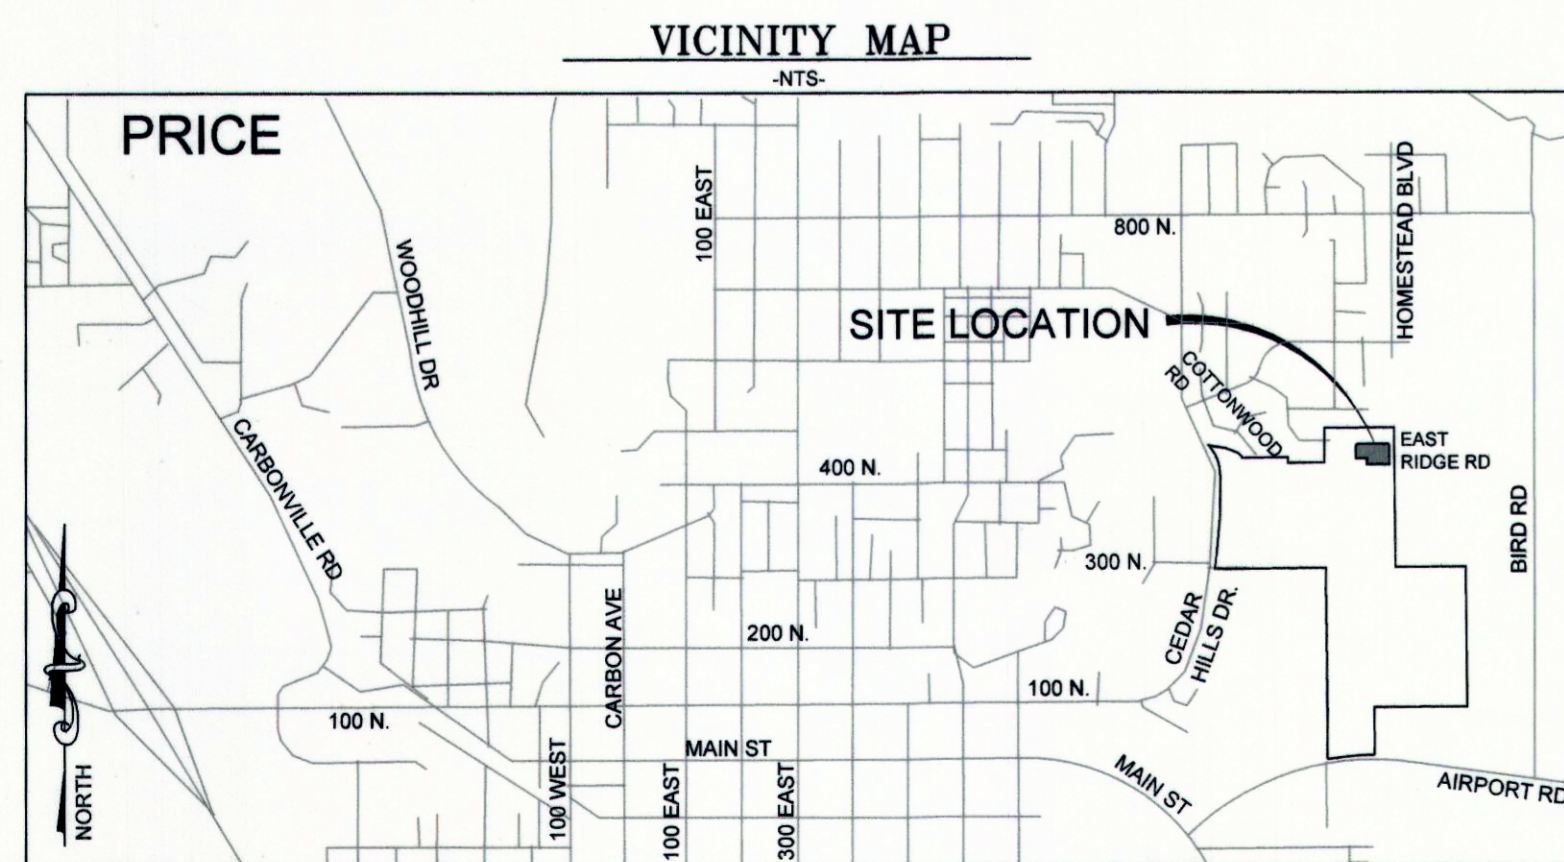 VICINITY MAP
-NTS-
PRICE
100 EAST
HOMESTEAD BLVD
800 N.
WOODHILL DR
SITE LOCATION
COTTONWOOD
RD
CARBONVILLE RD
EAST
RIDGE RD
400 N.
BIRD RD
300 N.
CARBON AVE
CEDAR
HILLS DR.
200 N.
100 N.
100 N.
MAIN ST
100 WEST
100 EAST
300 EAST
MAIN ST
AIRPORT RD
NORTH